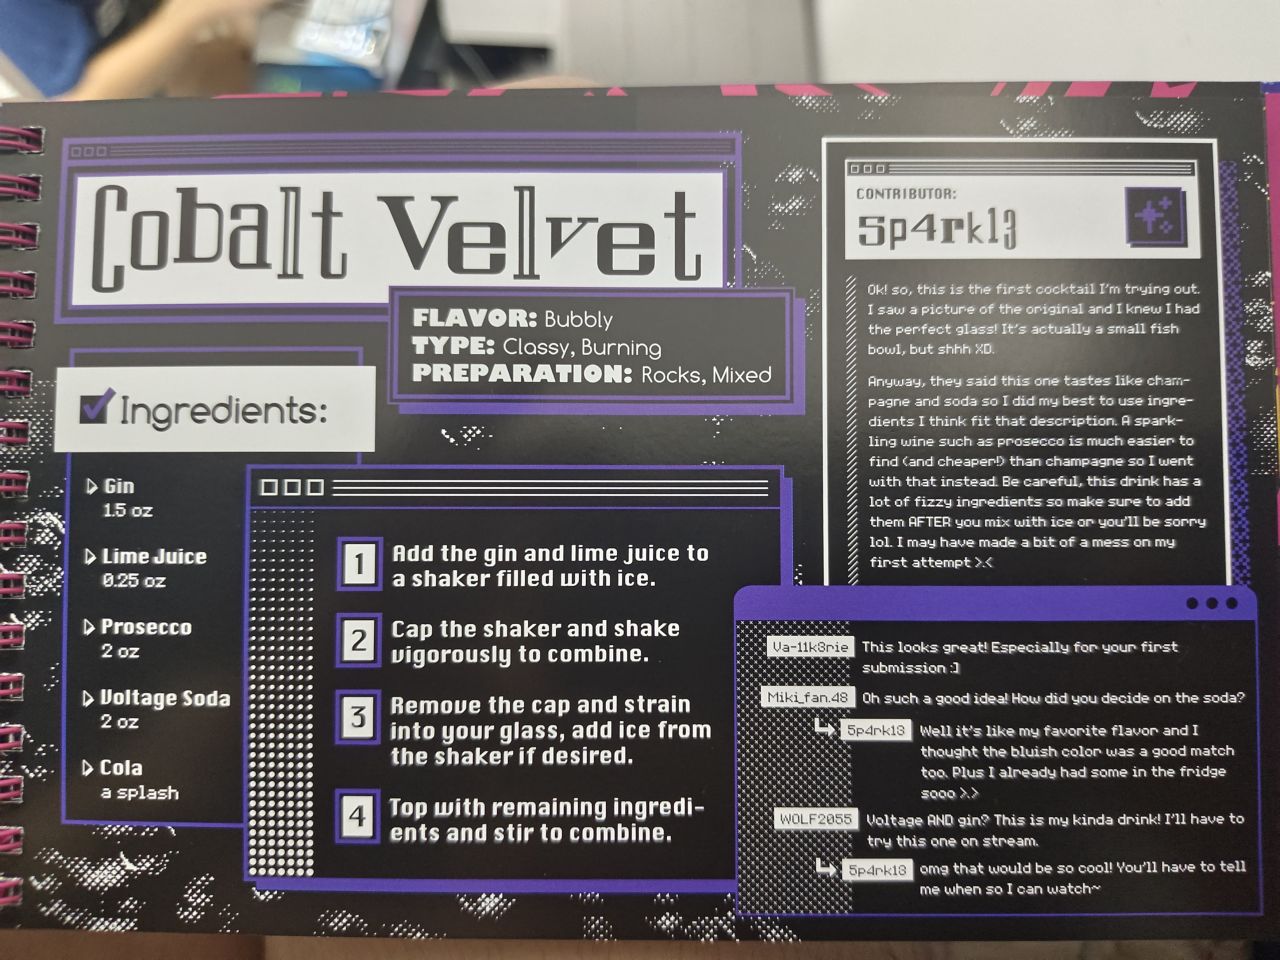 Cobalt Velvet
FLAVOR: Bubbly
TYPE: Classy, Burning
PREPARATION: Rocks, Mixed
Ingredients:
Gin
1.5 oz
Lime Juice
0.25 oz
Prosecco
2 oz
Voltage Soda
2 oz
Cola
a splash
1 Add the gin and lime juice to
a shaker filled with ice.
2 Cap the shaker and shake
vigorously to combine.
3 Remove the cap and strain
into your glass, add ice from
the shaker if desired.
4 Top with remaining ingredi-
ents and stir to combine.
CONTRIBUTOR:
5p4rkl3
Ok! so, this is the first cocktail I'm trying out.
I saw a picture of the original and I knew I had
the perfect glass! It's actually a small fish
bowl, but shhh XD.
Anyway, they said this one tastes like cham-
pagne and soda so I did my best to use ingre-
dients I think fit that description. A spark-
ling wine such as prosecco is much easier to
find (and cheaper!) than champagne so I went
with that instead. Be careful, this drink has a
lot of fizzy ingredients so make sure to add
them AFTER you mix with ice or you'll be sorry
lol. I may have made a bit of a mess on my
first attempt >.<
Va-11k8rie This looks great! Especially for your first
submission :]
Miki_fan.48 Oh such a good idea! How did you decide on the soda?
5p4rkl3 Well it's like my favorite flavor and I
thought the bluish color was a good match
too. Plus I already had some in the fridge
sooo >.>
WOLF2055 Voltage AND gin? This is my kinda drink! I'll have to
try this one on stream.
5p4rkl3 omg that would be so cool! You'll have to tell
me when so I can watch~